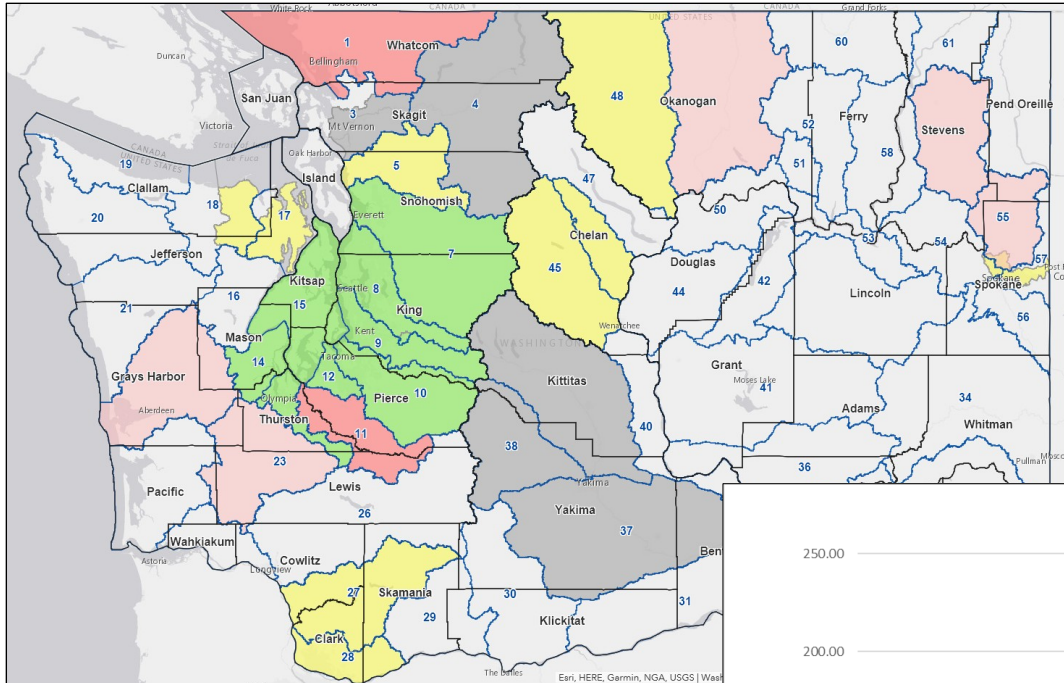 White Rock
CANADA
UNITED STATES
CANADA
Grand Forks
1
Whatcom
60
61
Duncan
Bellingham
San Juan
3
Skagit
4
48
Okanogan
Pend Oreille
Mt Vernon
Victoria
52
Ferry
Stevens
Oak Harbor
5
47
51
58
19
CANADA
UNITED STATES
Clallam
Island
Snohomish
18
17
50
55
20
Everett
Chelan
53
54
Jefferson
7
45
Douglas
57
Kitsap
42
Spokane
Spokane
16
8
Seattle
44
Lincoln
21
15
King
56
Mason
Kent
9
Wenatchee
WASHINGTON
14
Tacoma
12
Kittitas
Grant
Grays Harbor
10
Pierce
Moses Lake
41
34
Aberdeen
Olympia
Thurston
11
40
Adams
Whitman
38
Pullman
23
36
Pacific
Lewis
26
Yakima
Yakima
37
Wahkiakum
Astoria
Cowlitz
Longview
250.00
27
Skamania
30
29
Klickitat
31
Clark
28
200.00
The Dalles
Esri, HERE, Garmin, NGA, USGS |